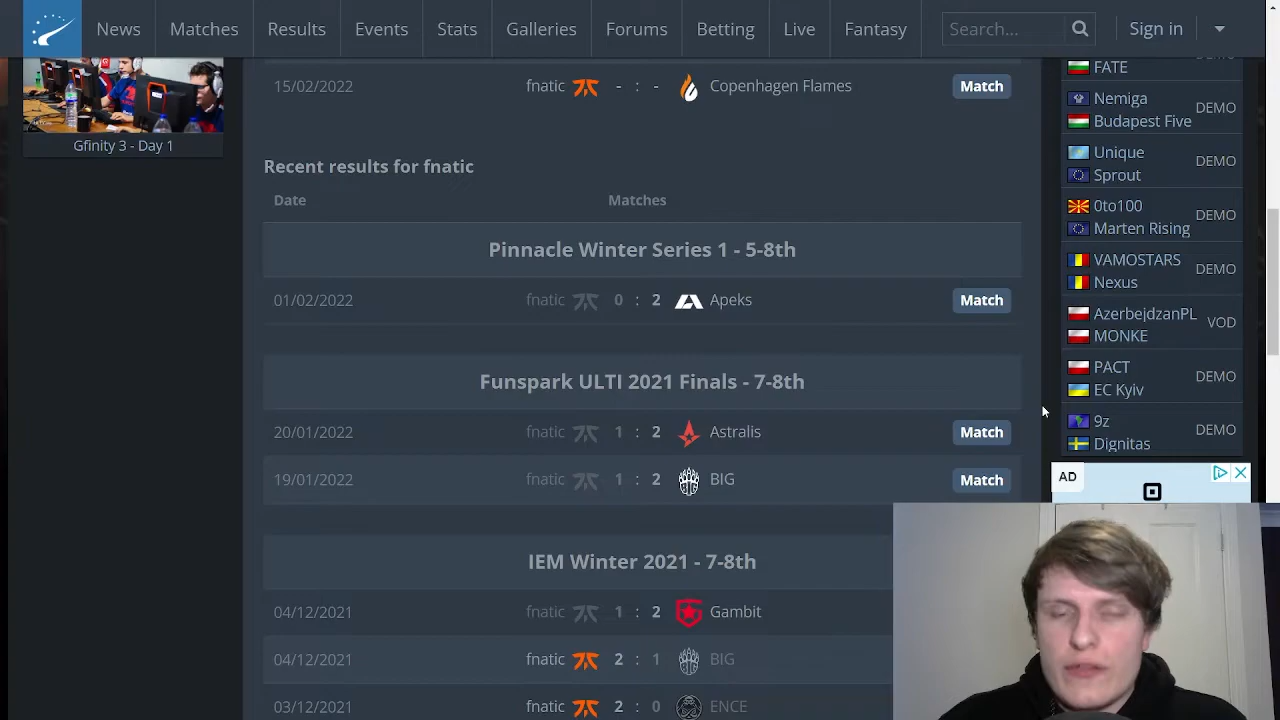 News Matches Results Events Stats Galleries Forums Betting Live Fantasy Search... Sign in
Gfinity 3 - Day 1
15/02/2022 fnatic - : - Copenhagen Flames Match
Recent results for fnatic
Date Matches
Pinnacle Winter Series 1 - 5-8th
01/02/2022 fnatic 0 : 2 Apeks Match
Funspark ULTI 2021 Finals - 7-8th
20/01/2022 fnatic 1 : 2 Astralis Match
19/01/2022 fnatic 1 : 2 BIG Match
IEM Winter 2021 - 7-8th
04/12/2021 fnatic 1 : 2 Gambit
04/12/2021 fnatic 2 : 1 BIG
03/12/2021 fnatic 2 : 0 ENCE
FATE
Nemiga
DEMO
Budapest Five
Unique
DEMO
Sprout
0to100
DEMO
Marten Rising
VAMOSTARS
DEMO
Nexus
AzerbejdzanPL
VOD
MONKE
PACT
DEMO
EC Kyiv
9z
DEMO
Dignitas
AD